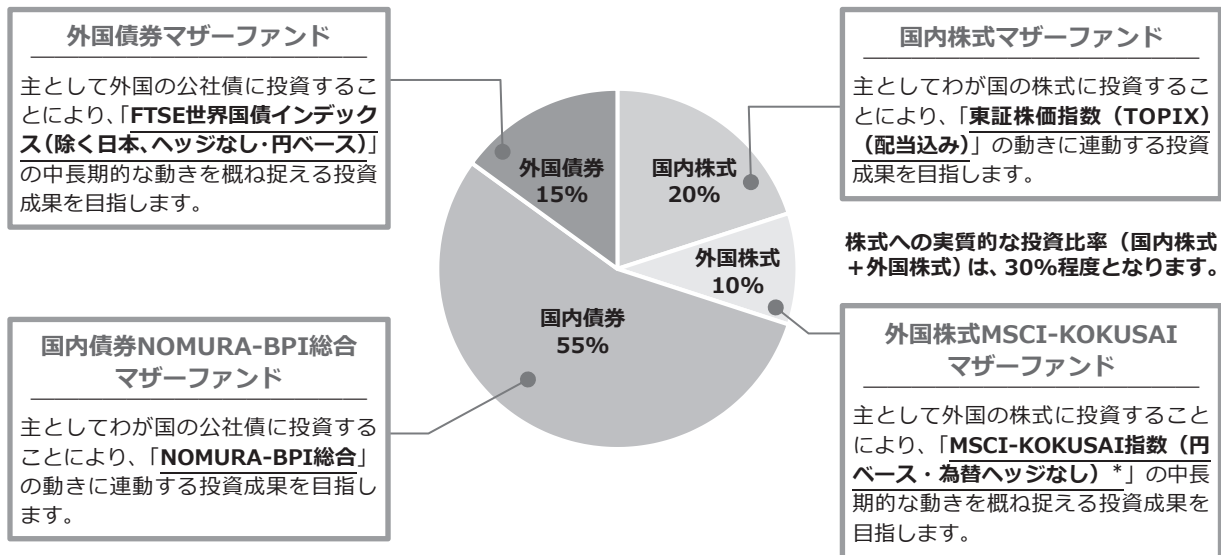 外国債券マザーファンド
主として外国の公社債に投資するこ
とにより、「FTSE世界国債インデック
ス（除く日本、ヘッジなし・円ベース）」
の中長期的な動きを概ね捉える投資
成果を目指します。
国内株式マザーファンド
主としてわが国の株式に投資するこ
とにより、「東証株価指数（TOPIX）
（配当込み）」の動きに連動する投資
成果を目指します。
外国債券
15%
国内株式
20%
外国株式
10%
国内債券
55%
株式への実質的な投資比率（国内株式
＋外国株式）は、30%程度となります。
国内債券NOMURA-BPI総合
マザーファンド
主としてわが国の公社債に投資する
ことにより、「NOMURA-BPI総合」
の動きに連動する投資成果を目指し
ます。
外国株式MSCI-KOKUSAI
マザーファンド
主として外国の株式に投資すること
により、「MSCI-KOKUSAI指数（円
ベース・為替ヘッジなし）*」の中長
期的な動きを概ね捉える投資成果を
目指します。